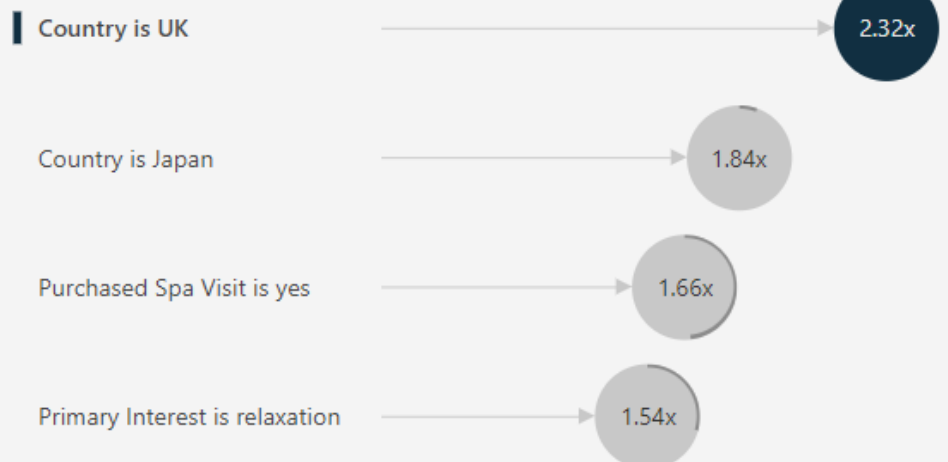 Country is UK 2.32x
Country is Japan 1.84x
Purchased Spa Visit is yes 1.66x
Primary Interest is relaxation 1.54x